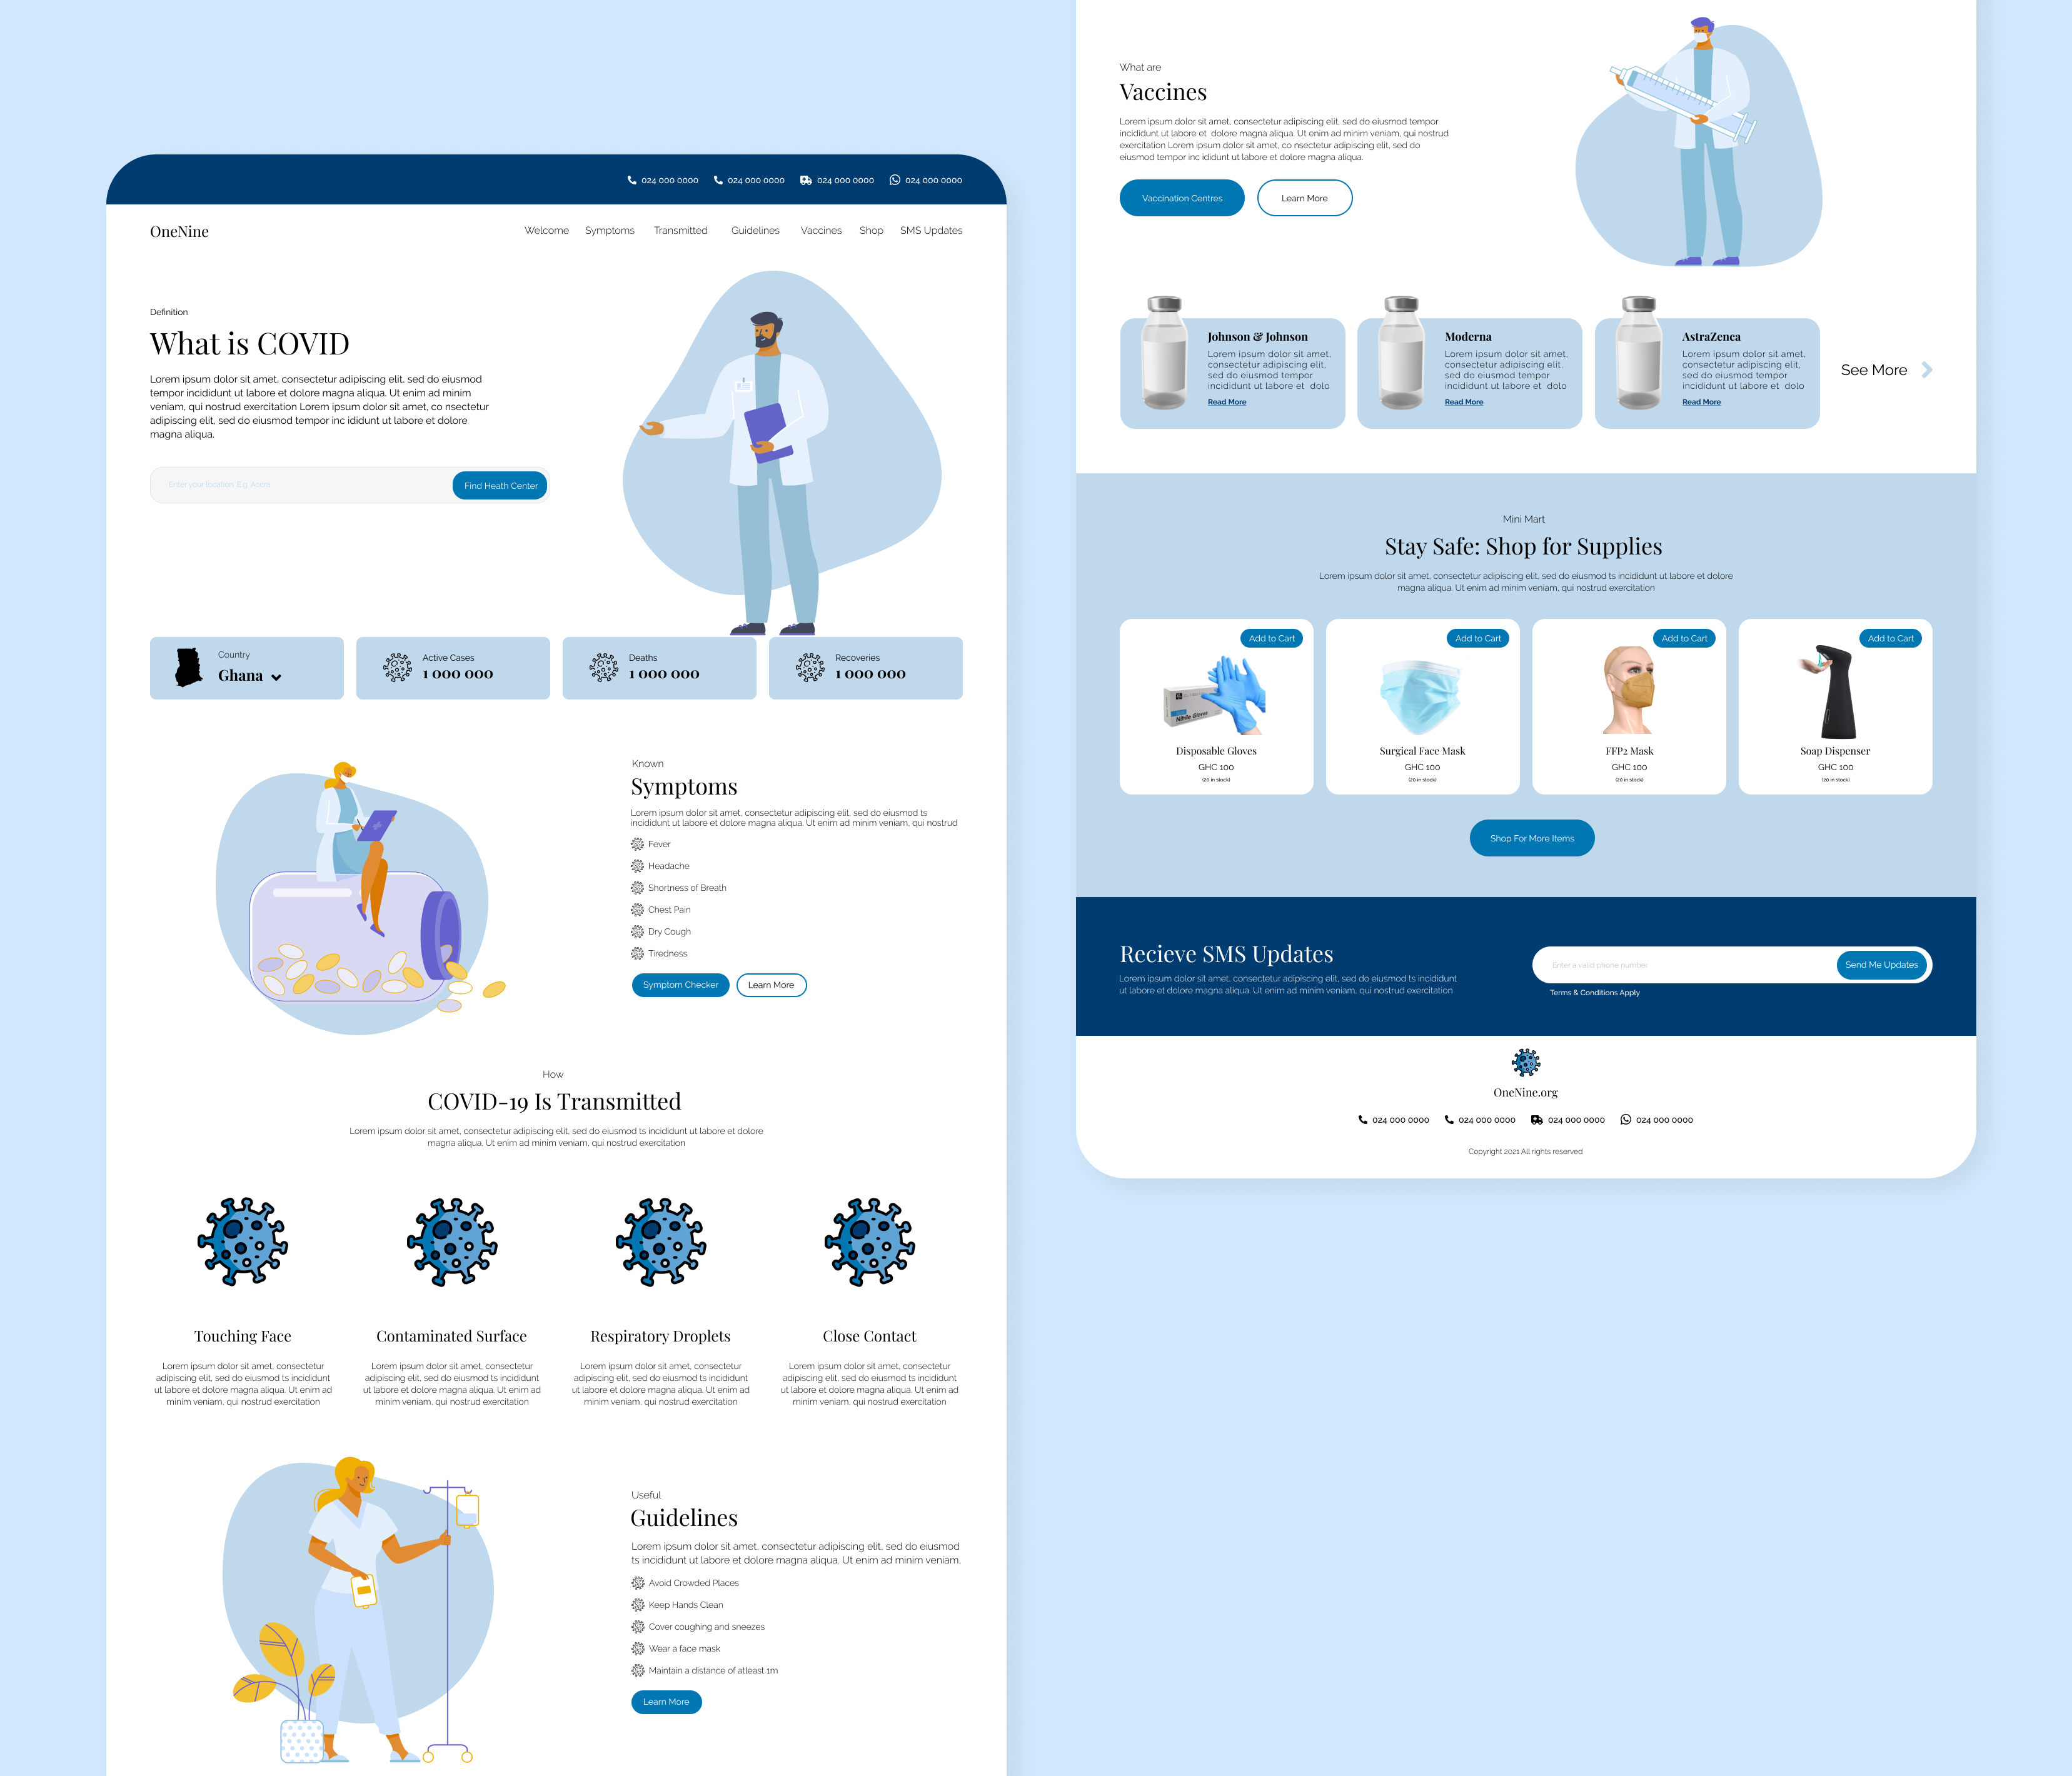 024 000 0000 024 000 0000 024 000 0000 024 000 0000
OneNine
Welcome Symptoms Transmitted Guidelines Vaccines Shop SMS Updates
Definition
What is COVID
Lorem ipsum dolor sit amet, consectetur adipiscing elit, sed do eiusmod
tempor incididunt ut labore et dolore magna aliqua. Ut enim ad minim
veniam, qui nostrud exercitation Lorem ipsum dolor sit amet, co nsectetur
adipiscing elit, sed do eiusmod tempor inc ididunt ut labore et dolore
magna aliqua.
Enter your location. E.g. Accra
Find Heath Center
Country
Ghana
Active Cases
1 000 000
Deaths
1 000 000
Recoveries
1 000 000
Known
Symptoms
Lorem ipsum dolor sit amet, consectetur adipiscing elit, sed do eiusmod ts
incididunt ut labore et dolore magna aliqua. Ut enim ad minim veniam, qui nostrud
Fever
Headache
Shortness of Breath
Chest Pain
Dry Cough
Tiredness
Symptom Checker
Learn More
How
COVID-19 Is Transmitted
Lorem ipsum dolor sit amet, consectetur adipiscing elit, sed do eiusmod ts incididunt ut labore et dolore
magna aliqua. Ut enim ad minim veniam, qui nostrud exercitation
Touching Face
Lorem ipsum dolor sit amet, consectetur
adipiscing elit, sed do eiusmod ts incididunt
ut labore et dolore magna aliqua. Ut enim ad
minim veniam, qui nostrud exercitation
Contaminated Surface
Lorem ipsum dolor sit amet, consectetur
adipiscing elit, sed do eiusmod ts incididunt
ut labore et dolore magna aliqua. Ut enim ad
minim veniam, qui nostrud exercitation
Respiratory Droplets
Lorem ipsum dolor sit amet, consectetur
adipiscing elit, sed do eiusmod ts incididunt
ut labore et dolore magna aliqua. Ut enim ad
minim veniam, qui nostrud exercitation
Close Contact
Lorem ipsum dolor sit amet, consectetur
adipiscing elit, sed do eiusmod ts incididunt
ut labore et dolore magna aliqua. Ut enim ad
minim veniam, qui nostrud exercitation
Useful
Guidelines
Lorem ipsum dolor sit amet, consectetur adipiscing elit, sed do eiusmod
ts incididunt ut labore et dolore magna aliqua. Ut enim ad minim veniam,
Avoid Crowded Places
Keep Hands Clean
Cover coughing and sneezes
Wear a face mask
Maintain a distance of atleast 1m
Learn More
What are
Vaccines
Lorem ipsum dolor sit amet, consectetur adipiscing elit, sed do eiusmod tempor
incididunt ut labore et dolore magna aliqua. Ut enim ad minim veniam, qui nostrud
exercitation Lorem ipsum dolor sit amet, co nsectetur adipiscing elit, sed do
eiusmod tempor inc ididunt ut labore et dolore magna aliqua.
Vaccination Centres
Learn More
Johnson & Johnson
Lorem ipsum dolor sit amet,
consectetur adipiscing elit,
sed do eiusmod tempor
incididunt ut labore et dolo
Read More
Moderna
Lorem ipsum dolor sit amet,
consectetur adipiscing elit,
sed do eiusmod tempor
incididunt ut labore et dolo
Read More
AstraZenca
Lorem ipsum dolor sit amet,
consectetur adipiscing elit,
sed do eiusmod tempor
incididunt ut labore et dolo
Read More
See More
Mini Mart
Stay Safe: Shop for Supplies
Lorem ipsum dolor sit amet, consectetur adipiscing elit, sed do eiusmod ts incididunt ut labore et dolore
magna aliqua. Ut enim ad minim veniam, qui nostrud exercitation
Add to Cart
Nitrile Gloves
Disposable Gloves
GHC 100
(20 in stock)
Add to Cart
Surgical Face Mask
GHC 100
(20 in stock)
Add to Cart
FFP2 Mask
GHC 100
(20 in stock)
Add to Cart
Soap Dispenser
GHC 100
(20 in stock)
Shop For More Items
Recieve SMS Updates
Lorem ipsum dolor sit amet, consectetur adipiscing elit, sed do eiusmod ts incididunt
ut labore et dolore magna aliqua. Ut enim ad minim veniam, qui nostrud exercitation
Enter a valid phone number
Send Me Updates
Terms & Conditions Apply
OneNine.org
024 000 0000 024 000 0000 024 000 0000 024 000 0000
Copyright 2021 All rights reserved